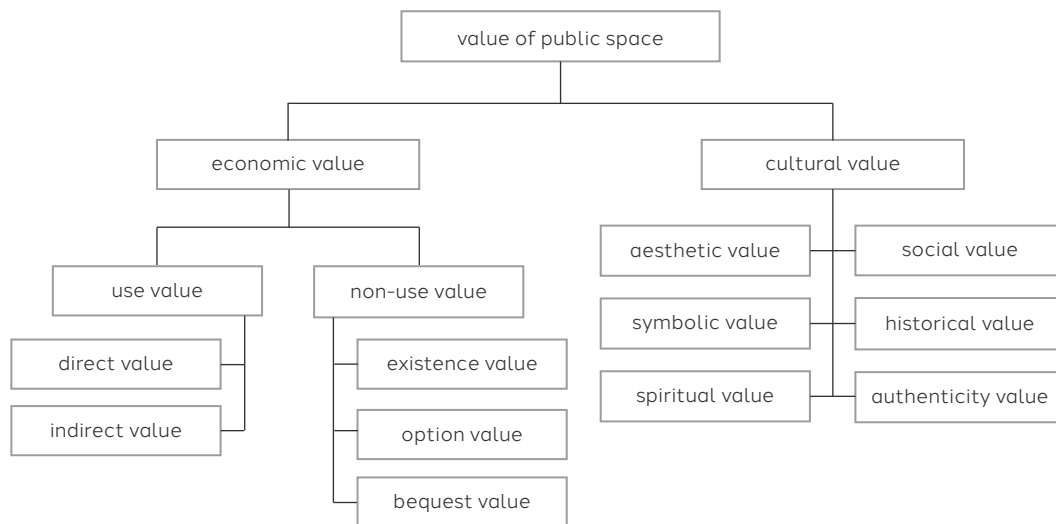 value of public space
economic value
cultural value
use value
non-use value
direct value
indirect value
existence value
option value
bequest value
aesthetic value
social value
symbolic value
historical value
spiritual value
authenticity value